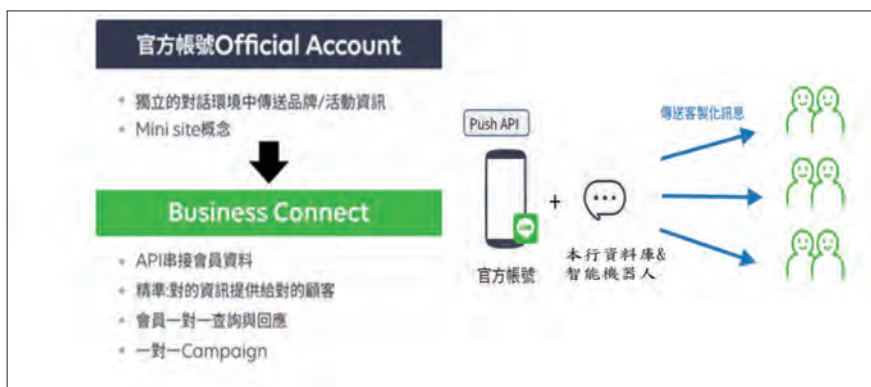 官方帳號Official Account
獨立的對話環境中傳送品牌/活動資訊
Mini site概念
Business Connect
API串接會員資料
精準:對的資訊提供給對的顧客
會員一對一查詢與回應
一對一Campaign
Push API
LINE
官方帳號
+
本行資料庫&
智能機器人
傳送客製化訊息